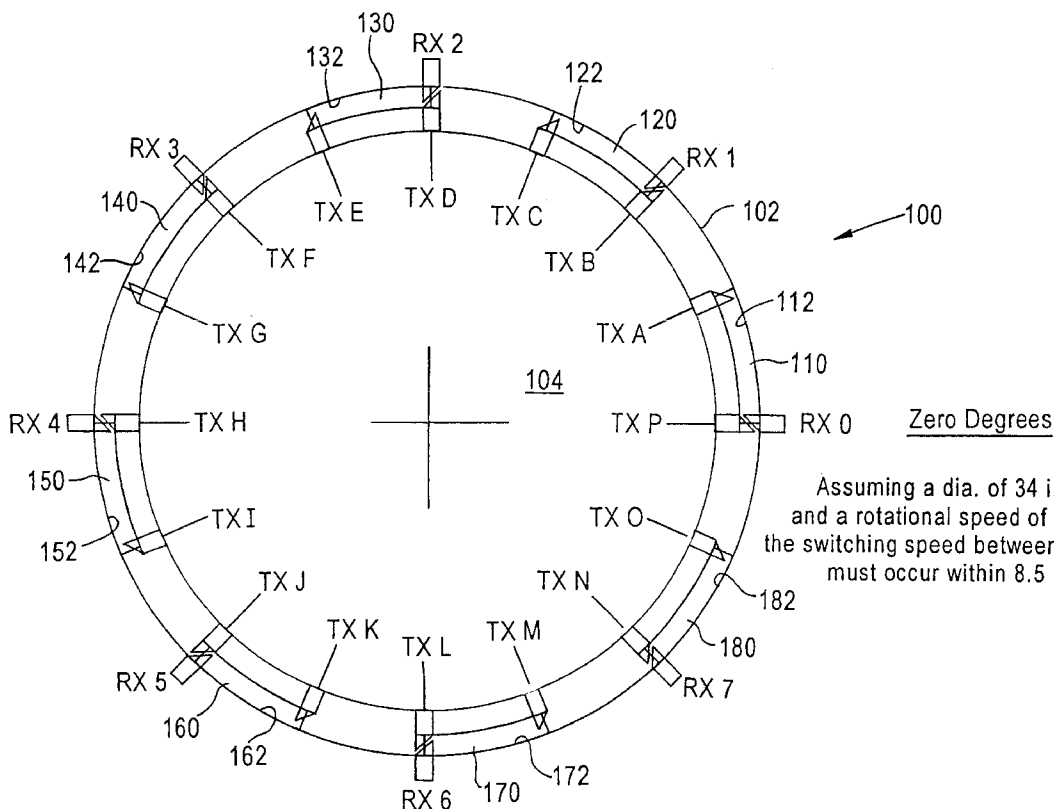 130
RX 2
132
122
120
RX 3
RX 1
140
102
TX E
TX D
TX C
100
142
TX F
TX B
112
TX G
TX A
110
104
RX 4
TX H
TX P
RX 0
Zero Degrees
150
Assuming a dia. of 34 i
TX I
TX O
and a rotational speed of
152
the switching speed between
TX J
TX N
must occur within 8.5
182
TX K
TX L
TX M
180
RX 5
RX 7
160
162
170
172
RX 6